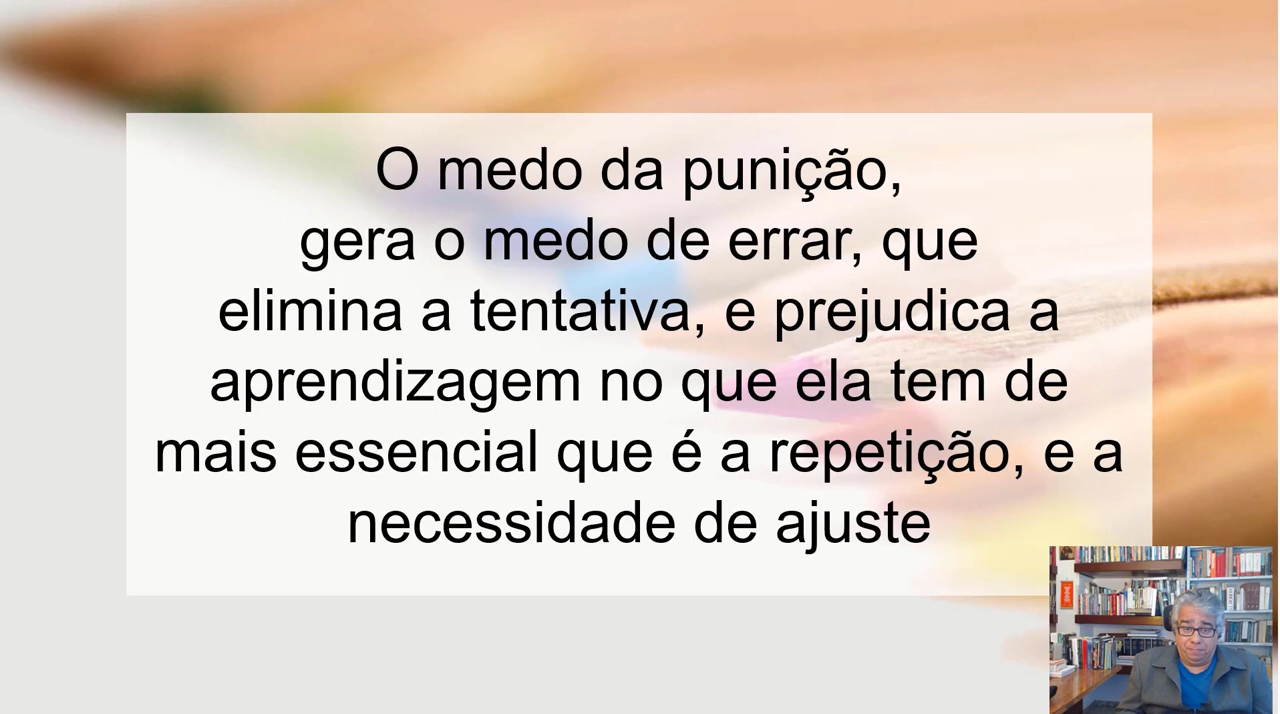 O medo da punição,
gera o medo de errar, que
elimina a tentativa, e prejudica a
aprendizagem no que ela tem de
mais essencial que é a repetição, e a
necessidade de ajuste